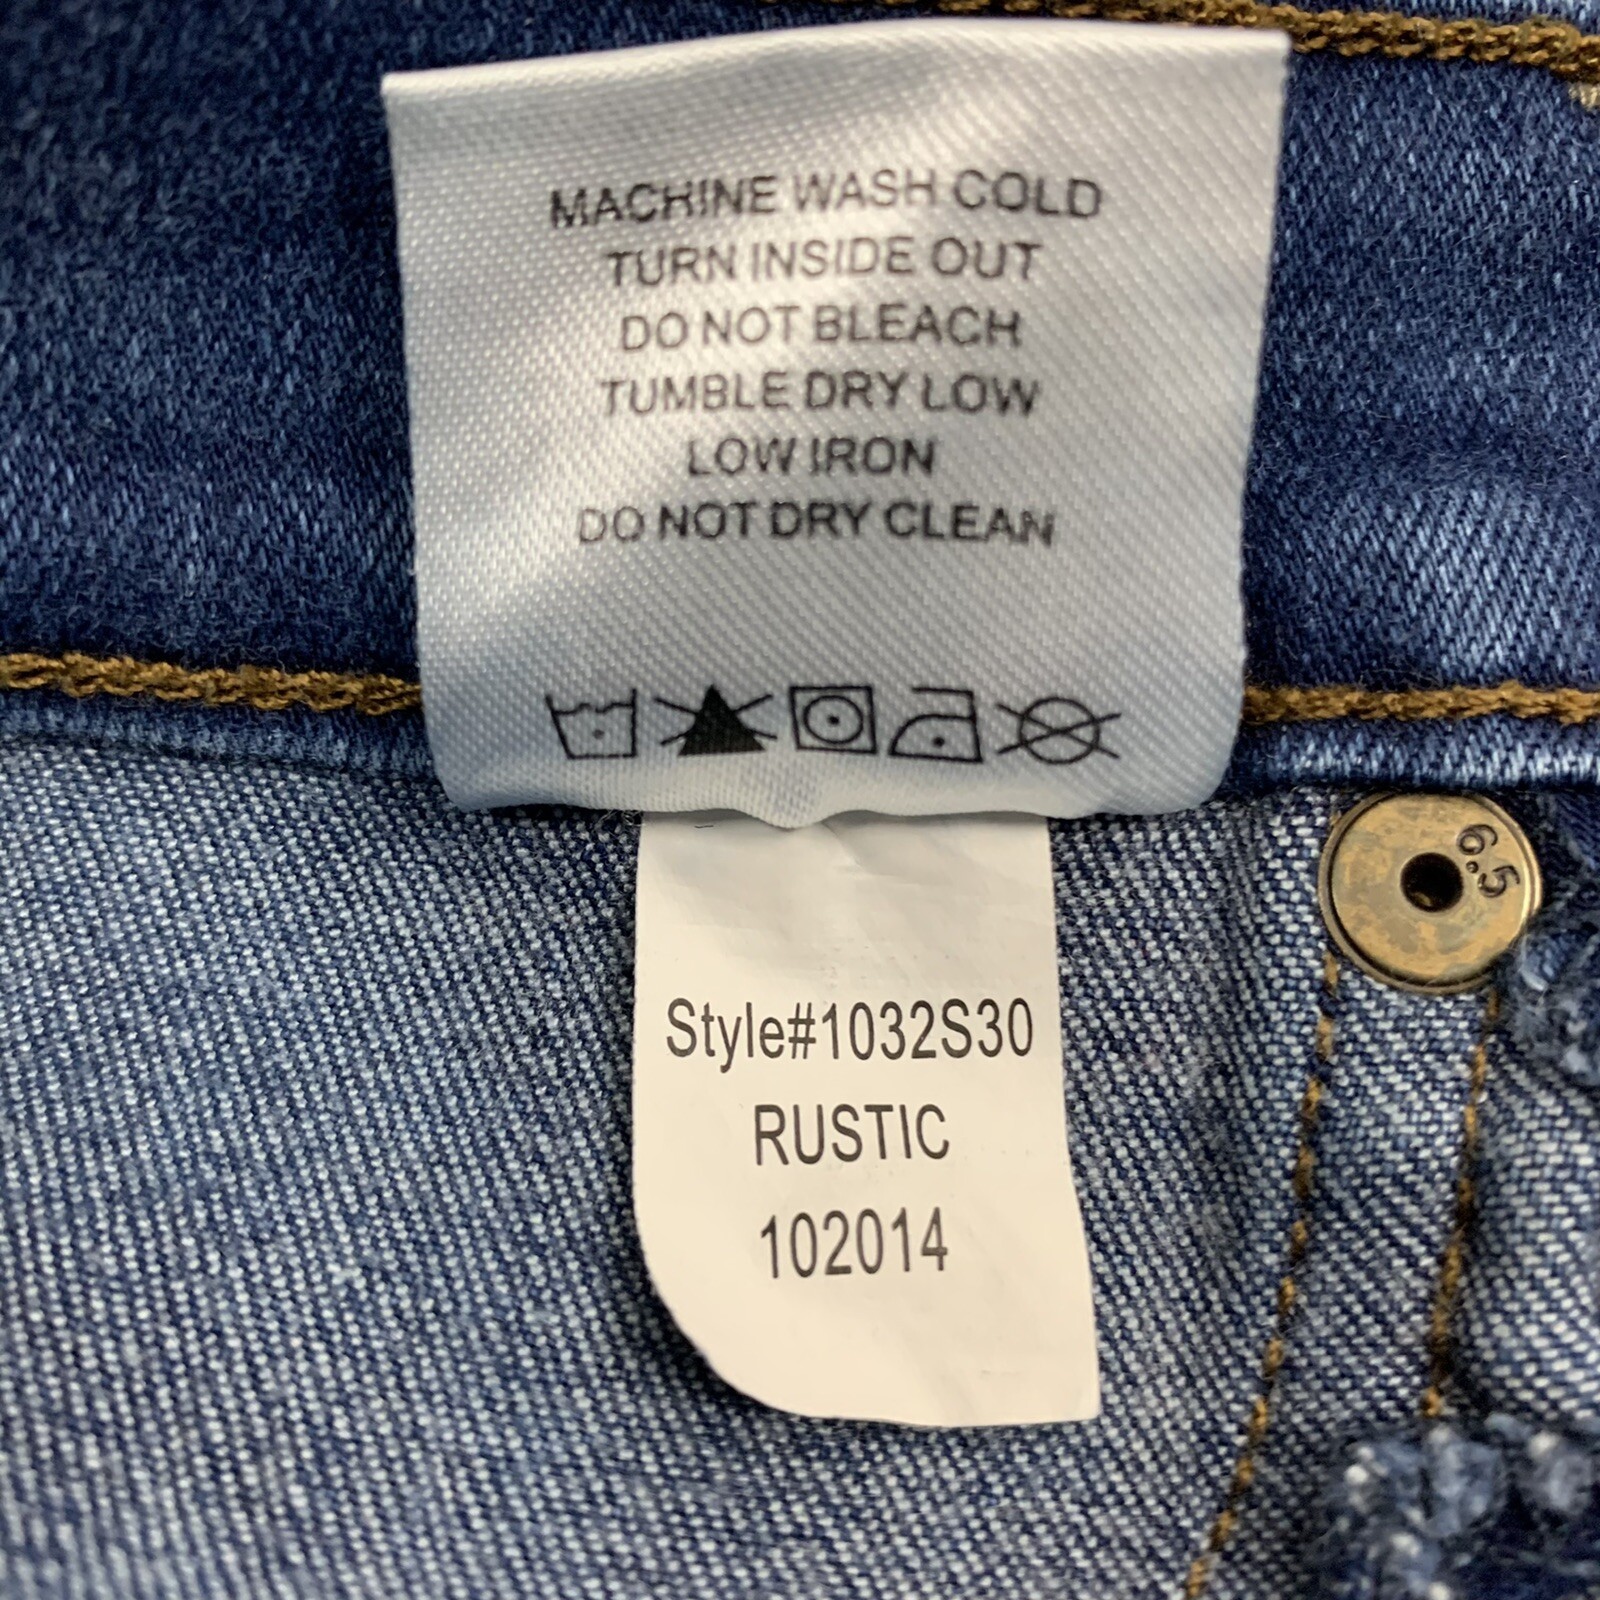 MACHINE WASH COLD
TURN INSIDE OUT
DO NOT BLEACH
TUMBLE DRY LOW
LOW IRON
DO NOT DRY CLEAN
6.5
Style#1032S30
RUSTIC
102014